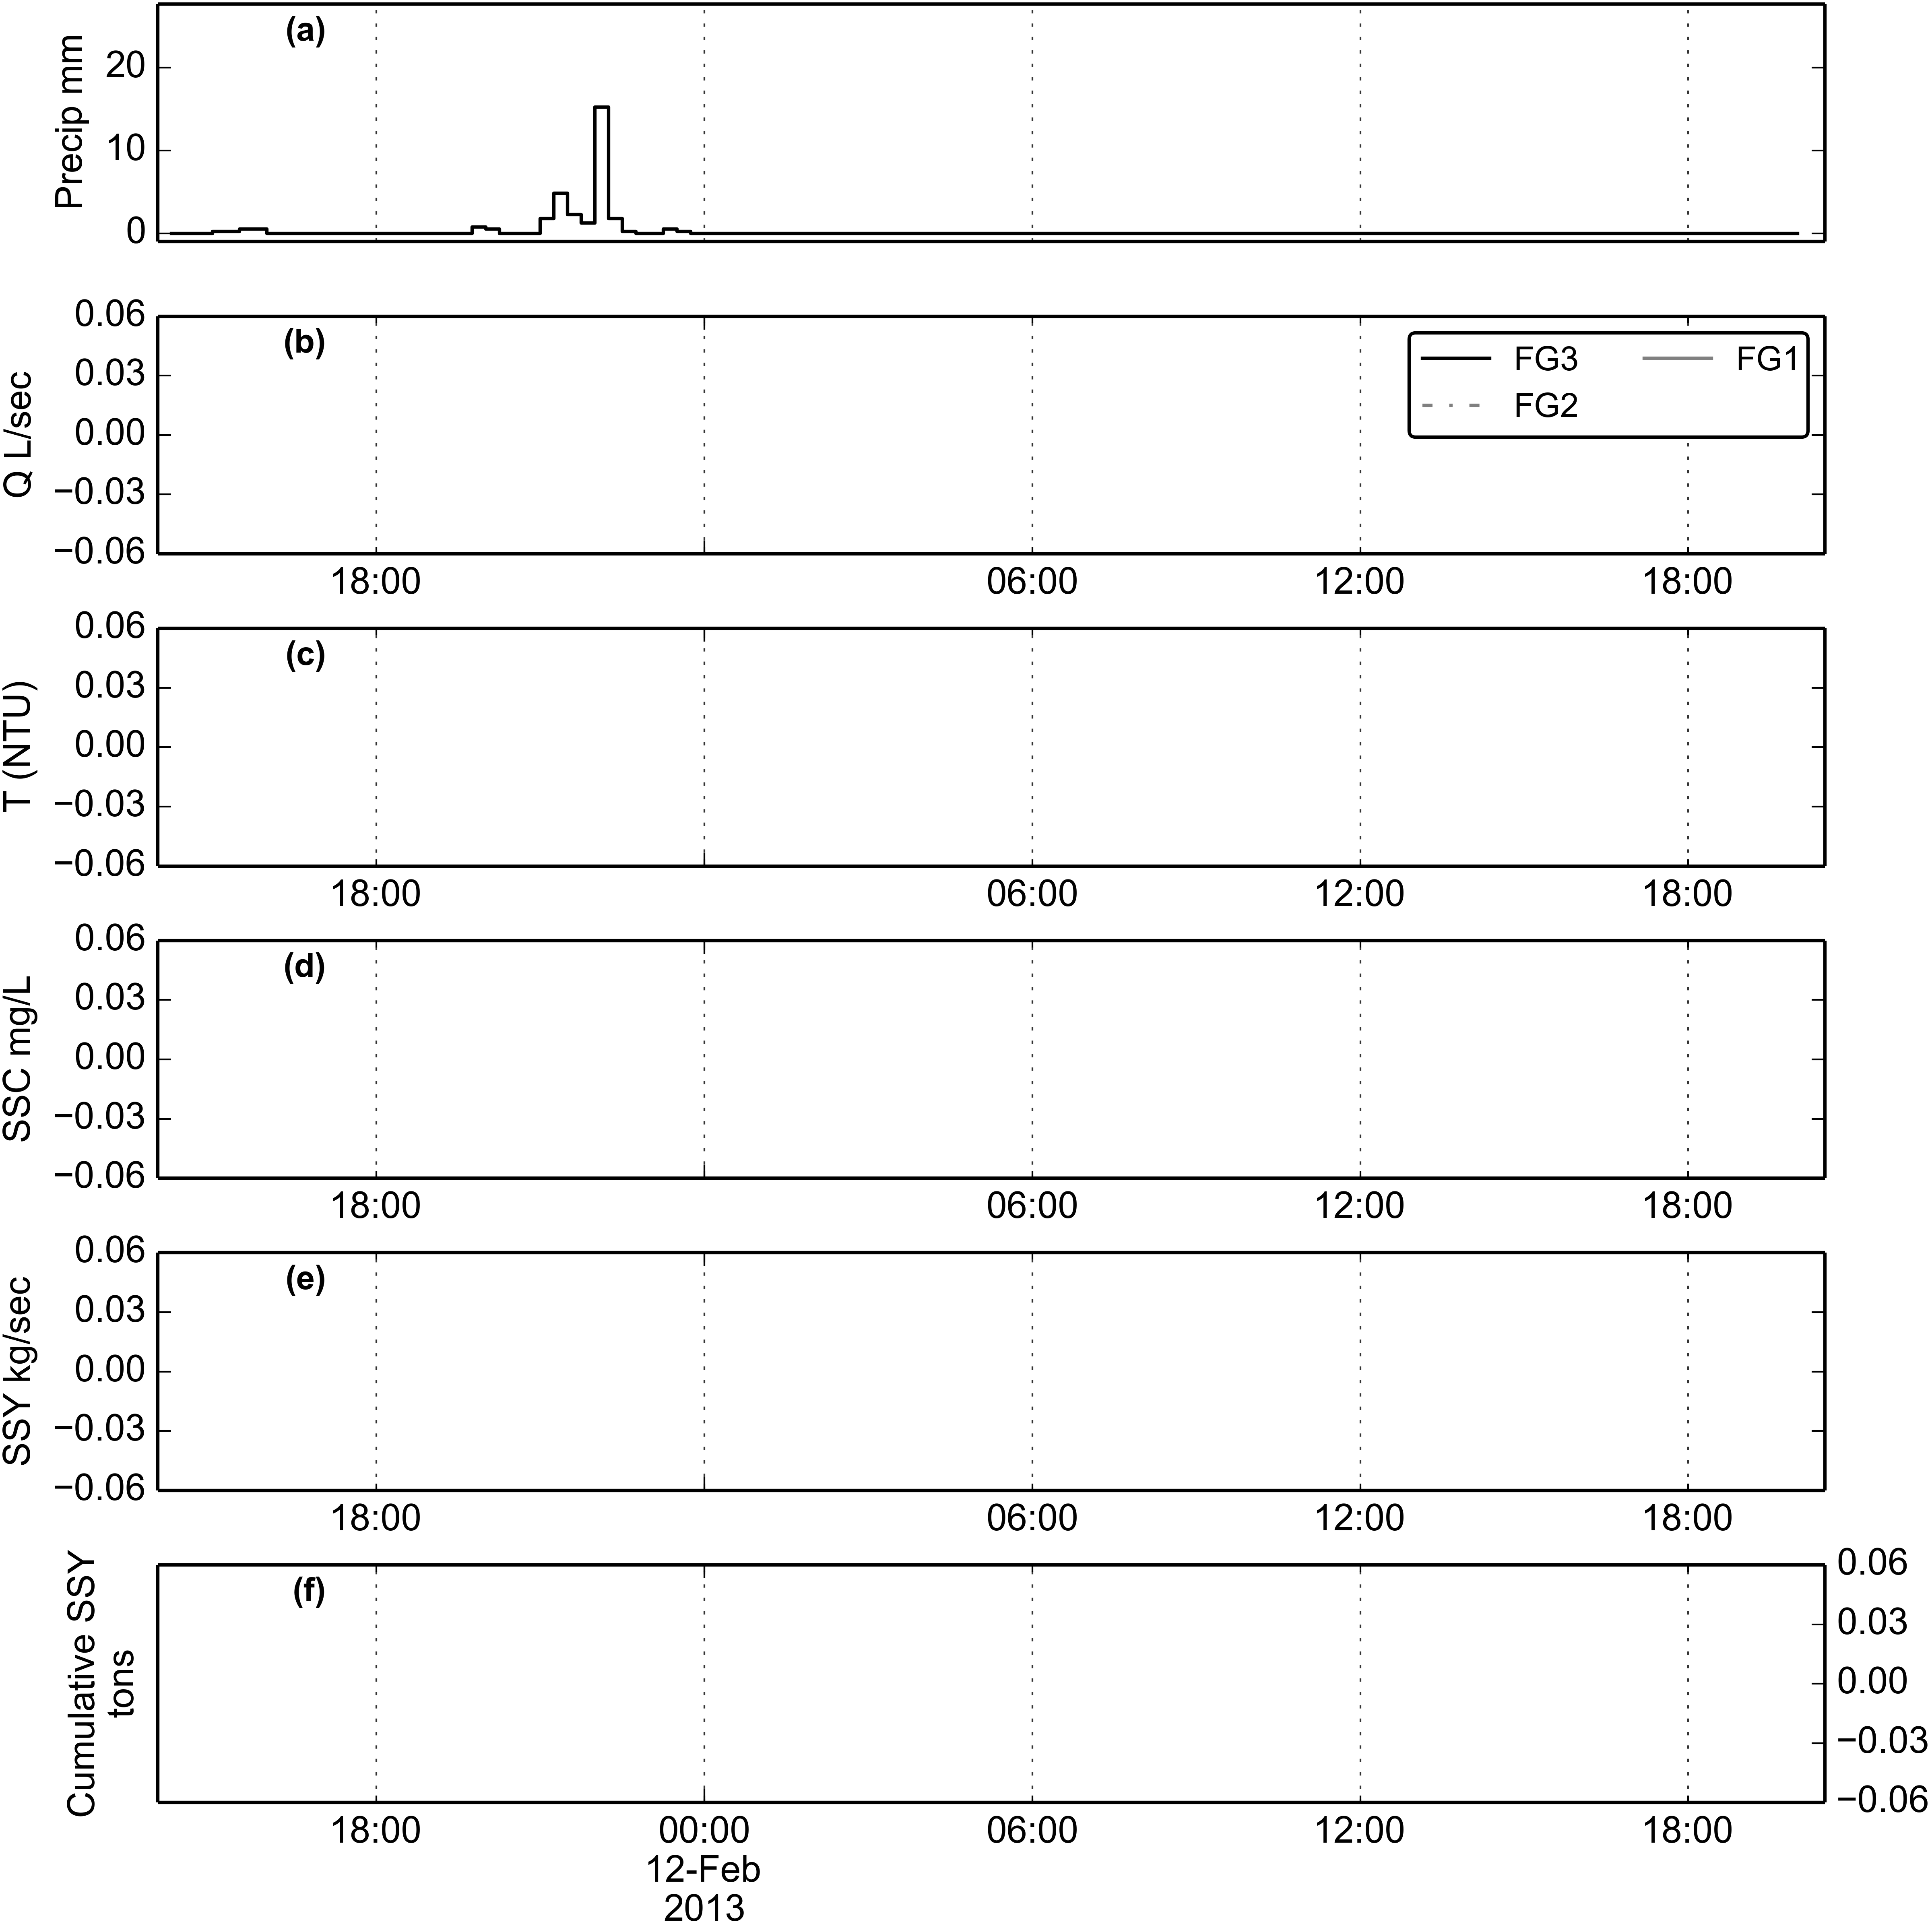 (a)
Precip mm
20
10
0
(b)
Q L/sec
0.06
0.03
0.00
−0.03
−0.06
FG3 FG1
FG2
18:00 06:00 12:00 18:00
(c)
T (NTU)
0.06
0.03
0.00
−0.03
−0.06
18:00 06:00 12:00 18:00
(d)
SSC mg/L
0.06
0.03
0.00
−0.03
−0.06
18:00 06:00 12:00 18:00
(e)
SSY kg/sec
0.06
0.03
0.00
−0.03
−0.06
18:00 06:00 12:00 18:00
(f)
Cumulative SSY
tons
0.06
0.03
0.00
−0.03
−0.06
18:00 00:00 06:00 12:00 18:00
12-Feb
2013